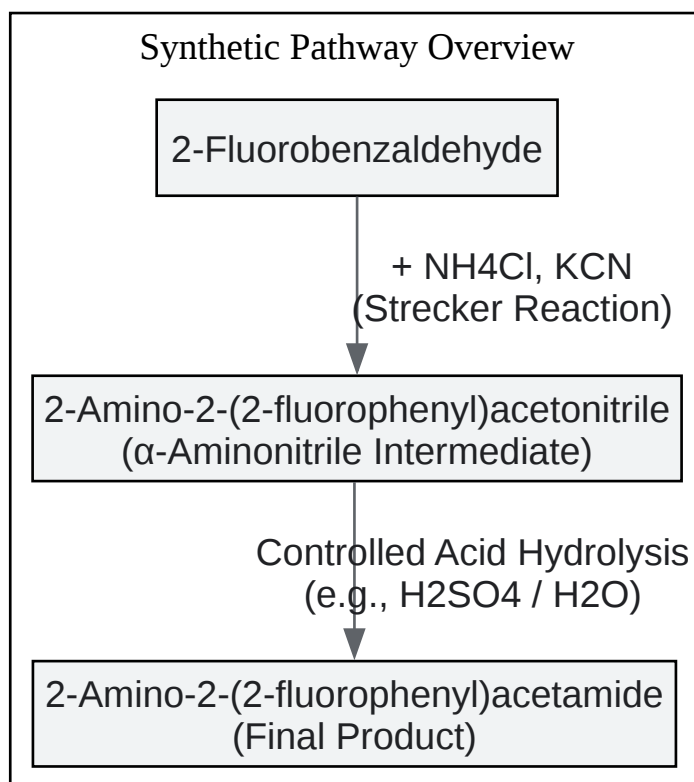 Synthetic Pathway Overview
2-Fluorobenzaldehyde
+ NH4Cl, KCN
(Strecker Reaction)
2-Amino-2-(2-fluorophenyl)acetonitrile
(α-Aminonitrile Intermediate)
Controlled Acid Hydrolysis
(e.g., H2SO4 / H2O)
2-Amino-2-(2-fluorophenyl)acetamide
(Final Product)